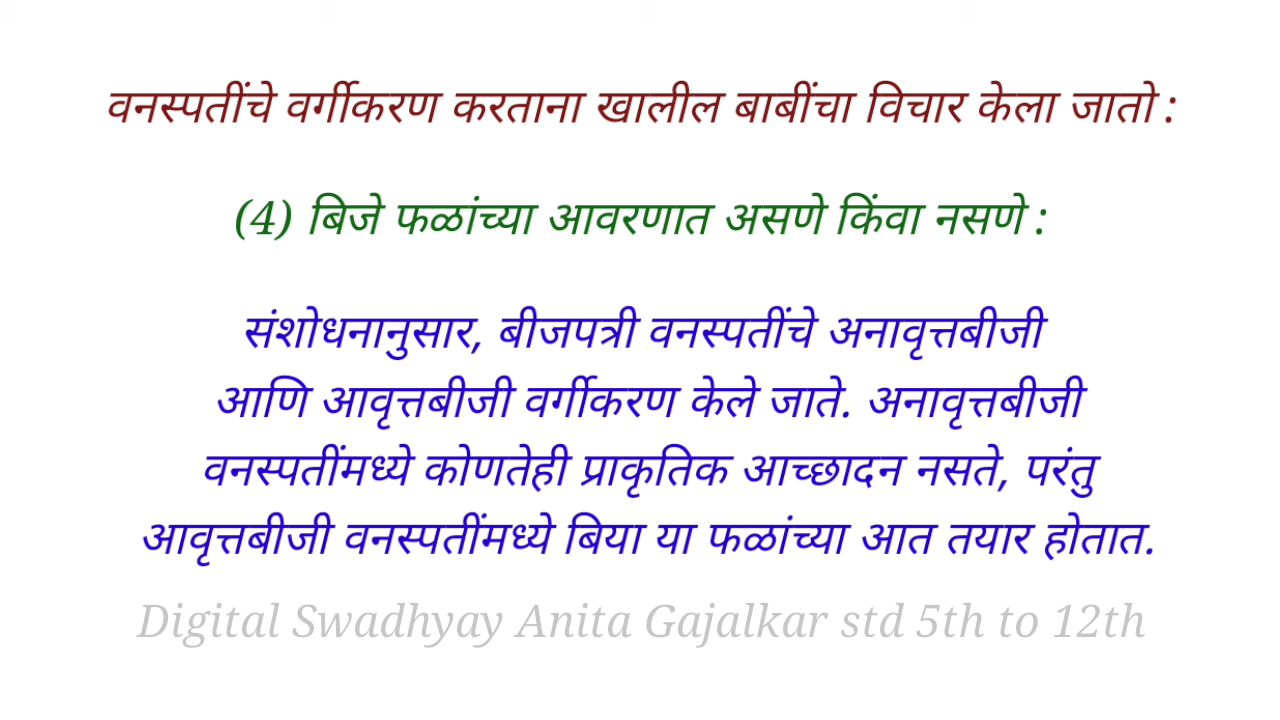 वनस्पतींचे वर्गीकरण करताना खालील बाबींचा विचार केला जातो :
(4) बिजे फळांच्या आवरणात असणे किंवा नसणे :
संशोधनानुसार, बीजपत्री वनस्पतींचे अनावृत्तबीजी
आणि आवृत्तबीजी वर्गीकरण केले जाते. अनावृत्तबीजी
वनस्पतींमध्ये कोणतेही प्राकृतिक आच्छादन नसते, परंतु
आवृत्तबीजी वनस्पतींमध्ये बिया या फळांच्या आत तयार होतात.
Digital Swadhyay Anita Gajalkar std 5th to 12th